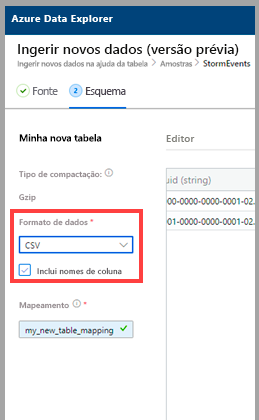 Azure Data Explorer
Ingerir novos dados (versão prévia)
Ingerir novos dados na ajuda da tabela > Amostras > StormEvents
Fonte 2 Esquema
Minha nova tabela
Editor
Tipo de compactação:
uid (string)
Gzip
00-0000-0000-0001-02.
Formato de dados *
01-0000-0000-0001-02.
CSV
Inclui nomes de coluna
Mapeamento *
my_new_table_mapping